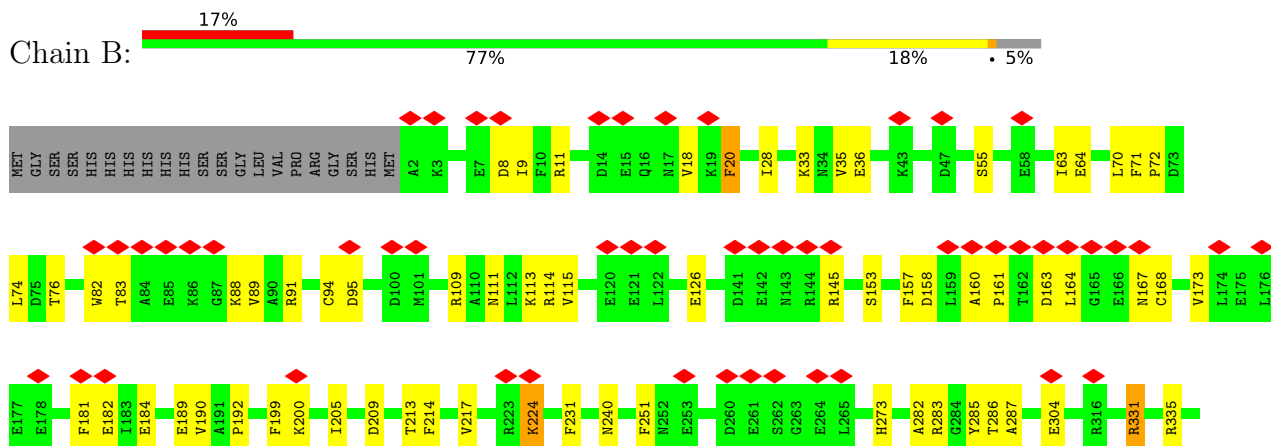 17%
Chain B:
77% 18% • 5%
MET GLY SER SER HIS HIS HIS HIS HIS HIS SER SER GLY LEU VAL PRO ARG GLY SER HIS MET A2 K3 E7 D8 I9 F10 R11 D14 E15 Q16 N17 V18 K19 F20 I28 K33 N34 V35 E36 K43 D47 S55 E58 I63 E64 L70 F71 P72 D73
L74 D75 T76 W82 T83 A84 E85 K86 G87 K88 V89 A90 R91 C94 D95 D100 M101 R109 A110 N111 L112 K113 R114 V115 E120 E121 L122 E126 D141 E142 N143 R144 R145 S153 F157 D158 L159 A160 P161 T162 D163 L164 G165 E166 N167 C168 V173 L174 E175 L176
E177 E178 F181 E182 I183 E184 E189 V190 A191 P192 F199 K200 I205 D209 T213 F214 V217 R223 K224 F231 N240 F251 N252 E253 D260 E261 S262 G263 E264 L265 H273 A282 R283 G284 Y285 T286 A287 E304 R316 R331 R335